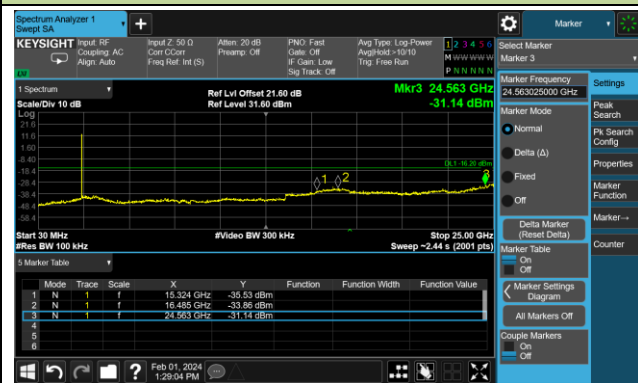 Spectrum Analyzer 1
Swept SA
Marker
KEYSIGHT
Input: RF
Coupling: AC
Align: Auto
Input Z: 50 Ω
Corr CCorr
Freq Ref: Int (S)
Atten: 20 dB
Preamp: Off
PNO: Fast
Gate: Off
IF Gain: Low
Sig Track: Off
Avg Type: Log-Power
Avg|Hold:>10/10
Trig: Free Run
1 2 3 4 5 6
M W W W W W
P N N N N N
Select Marker
Marker 3
1 Spectrum
Scale/Div 10 dB
Log
Ref Lvl Offset 21.60 dB
Ref Level 31.60 dBm
Mkr3 24.563 GHz
-31.14 dBm
21.6
11.6
1.60
-8.40
-18.4
-28.4
-38.4
-48.4
-58.4
DL1 -16.20 dBm
1
2
3
Start 30 MHz
#Res BW 100 kHz
#Video BW 300 kHz
Stop 25.00 GHz
Sweep ~2.44 s (2001 pts)
Marker Frequency
24.563025000 GHz
Marker Mode
Normal
Delta (Δ)
Fixed
Off
Delta Marker
(Reset Delta)
Marker Table
On
Off
Marker Settings
Diagram
All Markers Off
Couple Markers
On
Off
Settings
Peak
Search
Pk Search
Config
Properties
Marker
Function
Marker→
Counter
5 Marker Table
Mode Trace Scale X Y Function Function Width Function Value
1 N 1 f 15.324 GHz -35.53 dBm
2 N 1 f 16.485 GHz -33.86 dBm
3 N 1 f 24.563 GHz -31.14 dBm
4
5
6
Feb 01, 2024
1:29:04 PM